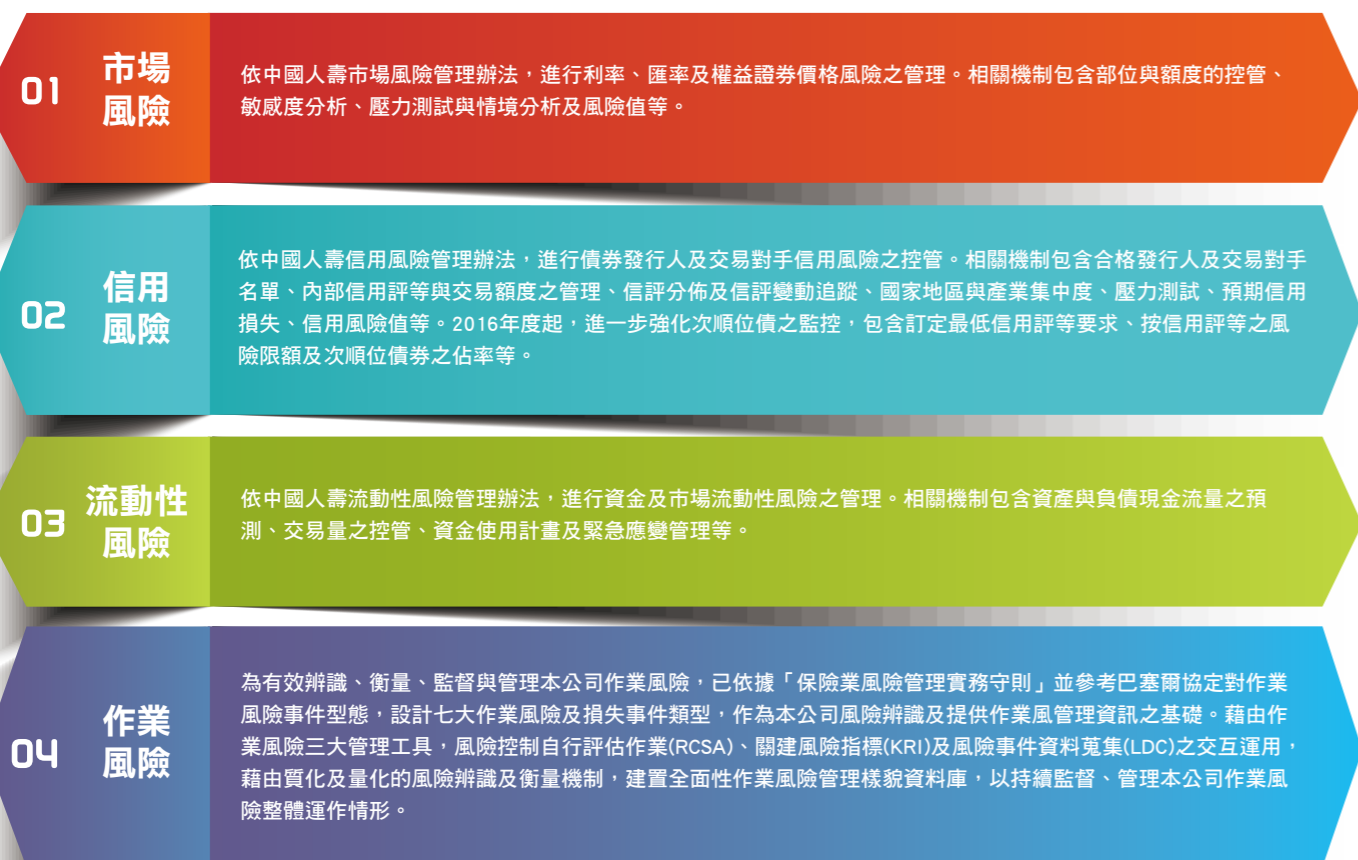 01
市場
風險
依中國人壽市場風險管理辦法，進行利率、匯率及權益證券價格風險之管理。相關機制包含部位與額度的控管、
敏感度分析、壓力測試與情境分析及風險值等。
02
信用
風險
依中國人壽信用風險管理辦法，進行債券發行人及交易對手信用風險之控管。相關機制包含合格發行人及交易對手
名單、內部信用評等與交易額度之管理、信評分佈及信評變動追蹤、國家地區與產業集中度、壓力測試、預期信用
損失、信用風險值等。2016年度起，進一步強化次順位債之監控，包含訂定最低信用評等要求、按信用評等之風
險限額及次順位債券之佔率等。
03
流動性
風險
依中國人壽流動性風險管理辦法，進行資金及市場流動性風險之管理。相關機制包含資產與負債現金流量之預
測、交易量之控管、資金使用計畫及緊急應變管理等。
04
作業
風險
為有效辨識、衡量、監督與管理本公司作業風險，已依據「保險業風險管理實務守則」並參考巴塞爾協定對作業
風險事件型態，設計七大作業風險及損失事件類型，作為本公司風險辨識及提供作業風管理資訊之基礎。藉由作
業風險三大管理工具，風險控制自行評估作業(RCSA)、關建風險指標(KRI)及風險事件資料蒐集(LDC)之交互運用，
藉由質化及量化的風險辨識及衡量機制，建置全面性作業風險管理樣貌資料庫，以持續監督、管理本公司作業風
險整體運作情形。